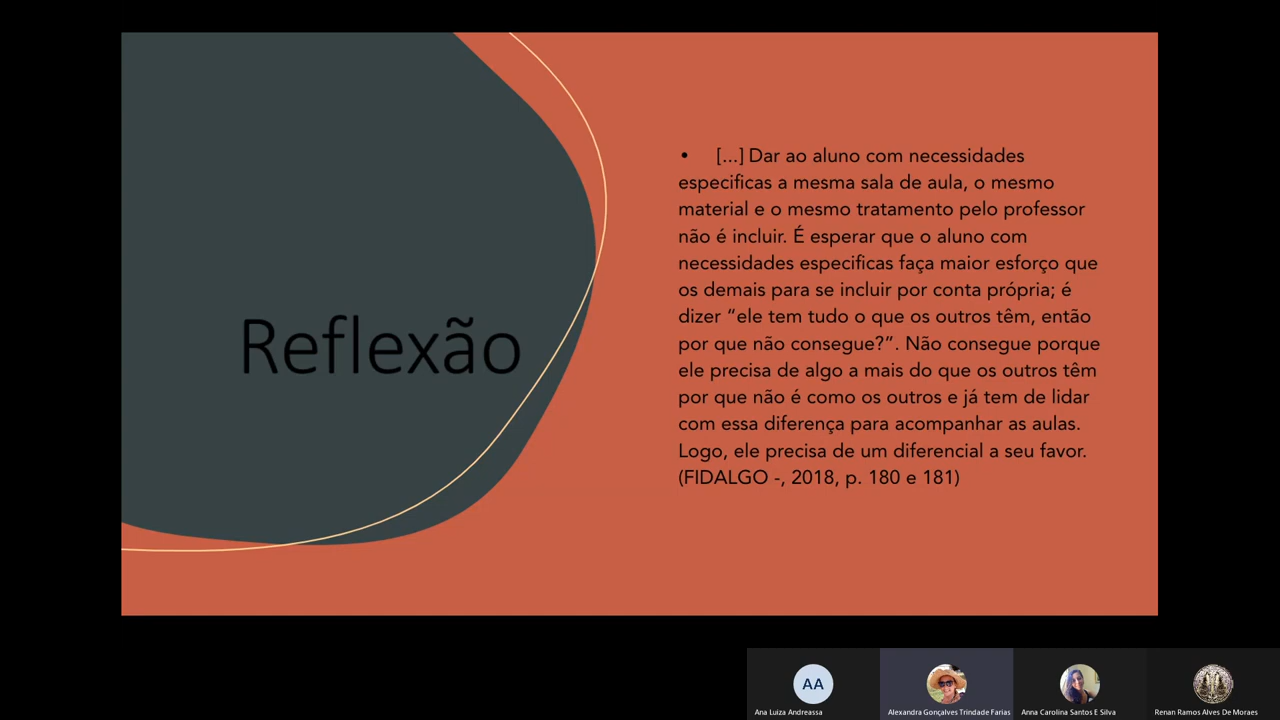 Reflexão
• [...] Dar ao aluno com necessidades
especificas a mesma sala de aula, o mesmo
material e o mesmo tratamento pelo professor
não é incluir. É esperar que o aluno com
necessidades especificas faça maior esforço que
os demais para se incluir por conta própria; é
dizer “ele tem tudo o que os outros têm, então
por que não consegue?”. Não consegue porque
ele precisa de algo a mais do que os outros têm
por que não é como os outros e já tem de lidar
com essa diferença para acompanhar as aulas.
Logo, ele precisa de um diferencial a seu favor.
(FIDALGO -, 2018, p. 180 e 181)
AA
Ana Luiza Andreassa
Alexandra Gonçalves Trindade Farias
Anna Carolina Santos E Silva
Renan Ramos Alves De Moraes